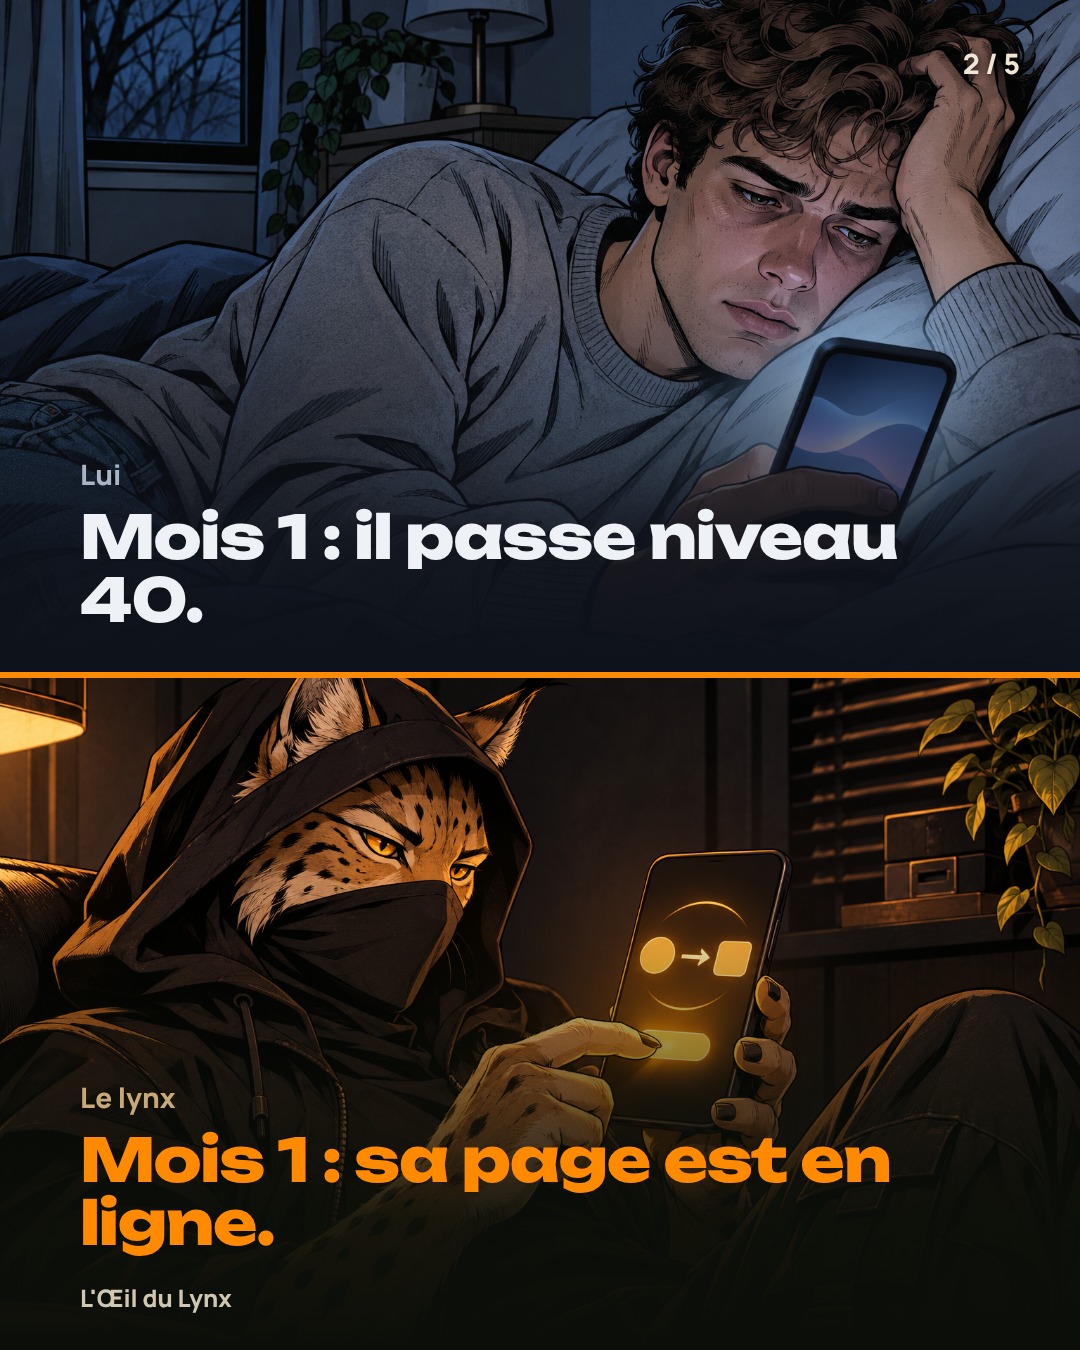 2 / 5
Lui
Mois 1 : il passe niveau
40.
Le lynx
Mois 1 : sa page est en
ligne.
L'Œil du Lynx